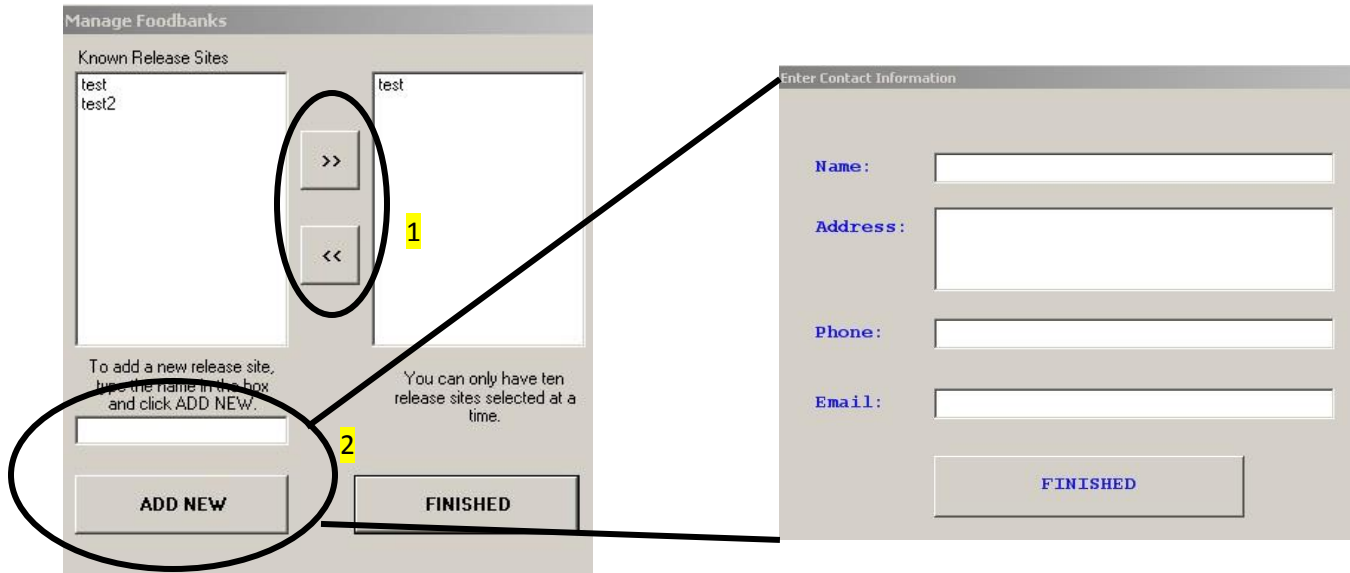 Manage Foodbanks
Known Release Sites
test
test2
test
>>
<<
1
To add a new release site,
type the name in the box
and click ADD NEW.
You can only have ten
release sites selected at a
time.
2
ADD NEW
FINISHED
Enter Contact Information
Name:
Address:
Phone:
Email:
FINISHED